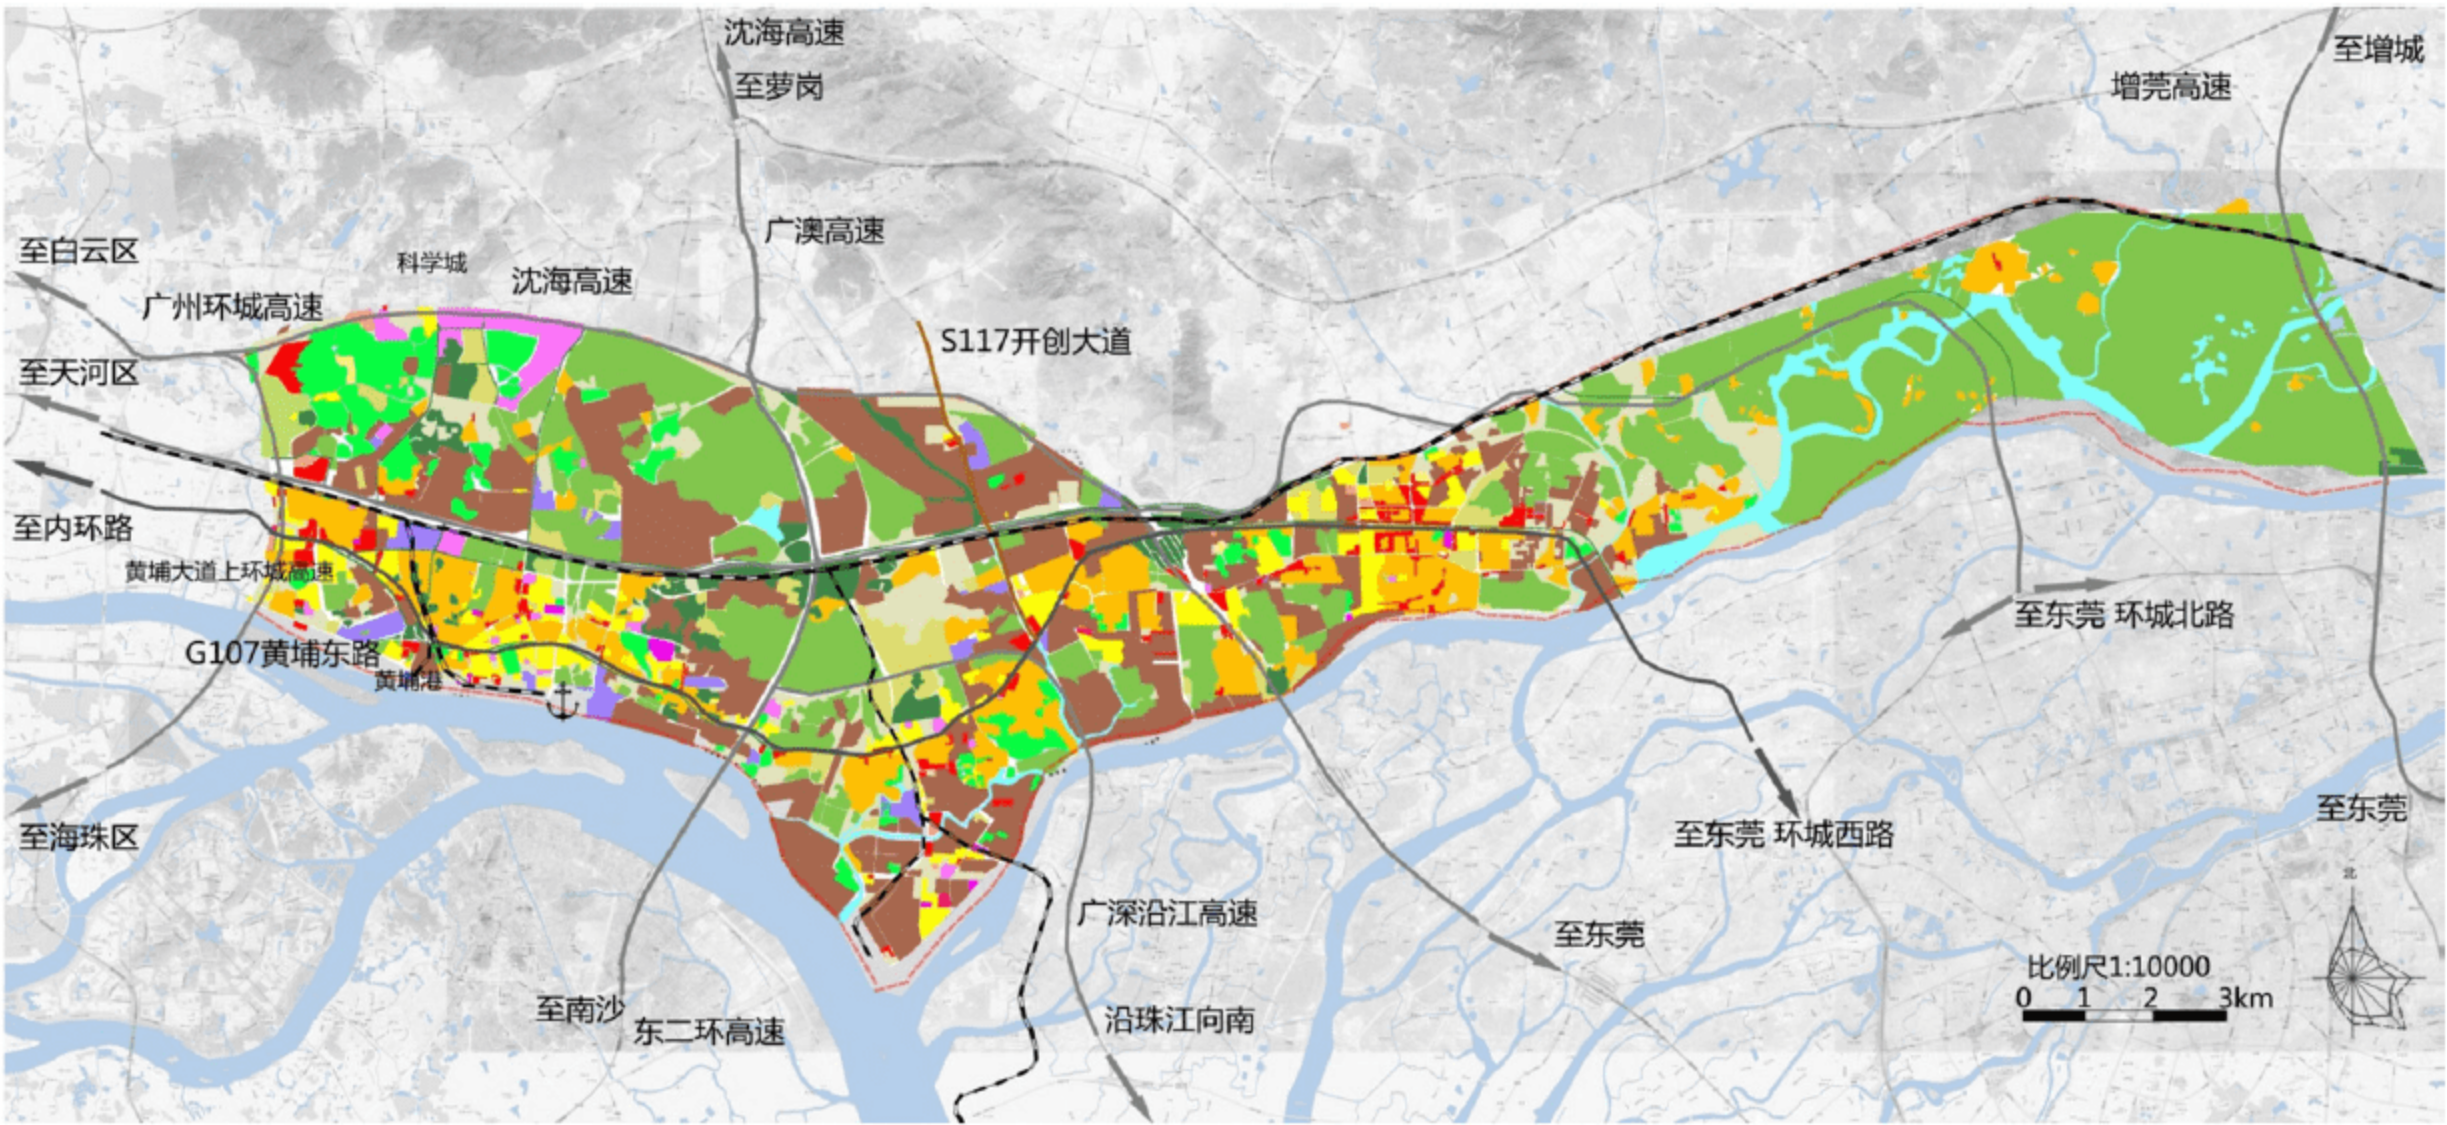 沈海高速
至萝岗
至增城
增莞高速
广澳高速
至白云区
科学城
沈海高速
广州环城高速
S117开创大道
至天河区
至内环路
黄埔大道上环城高速
G107黄埔东路
黄埔港
至东莞 环城北路
至海珠区
至东莞 环城西路
至东莞
北
广深沿江高速
至东莞
比例尺1:10000
0 1 2 3km
至南沙
东二环高速
沿珠江向南